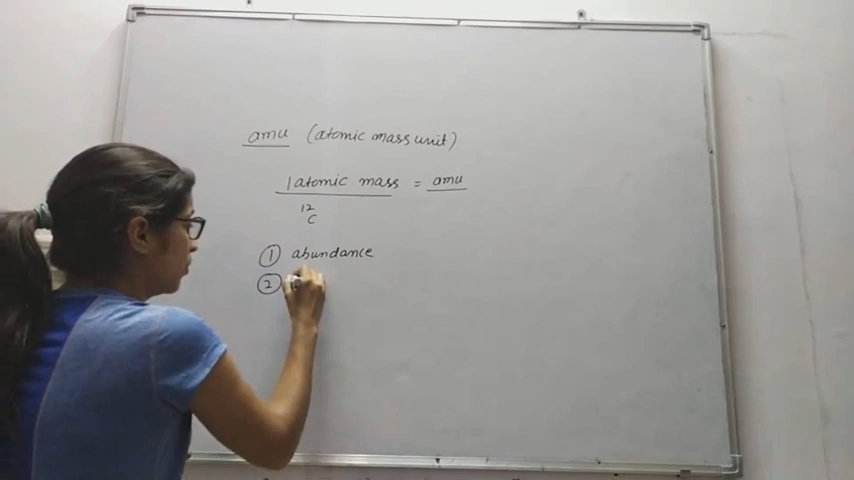 amu (atomic mass unit)
1 atomic mass = amu
12
C
① abundance
②